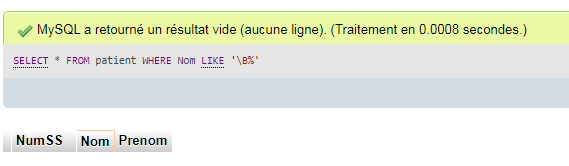 MySQL a retourné un résultat vide (aucune ligne). (Traitement en 0.0008 secondes.)
SELECT * FROM patient WHERE Nom LIKE '\B%'
NumSS Nom Prenom